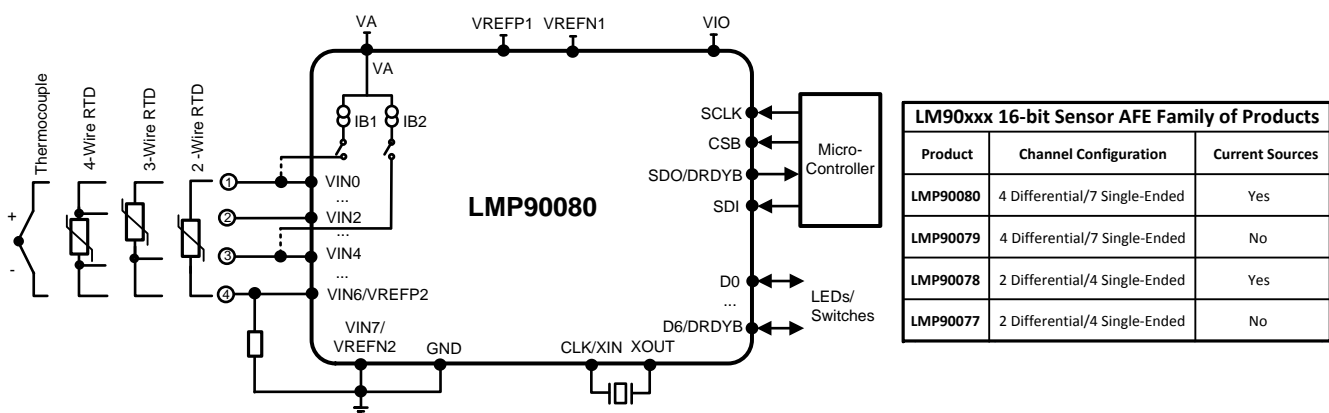 VA
VREFP1
VREFN1
VIO
VA
IB1
IB2
Thermocouple
4-Wire RTD
3-Wire RTD
2 -Wire RTD
+
-
1
2
3
4
VIN0
...
VIN2
...
VIN4
...
VIN6/VREFP2
VIN7/
VREFN2
GND
CLK/XIN
XOUT
LMP90080
SCLK
CSB
SDO/DRDYB
SDI
D0
...
D6/DRDYB
Micro-
Controller
LEDs/
Switches
LM90xxx 16-bit Sensor AFE Family of Products
Product Channel Configuration Current Sources
LMP90080 4 Differential/7 Single-Ended Yes
LMP90079 4 Differential/7 Single-Ended No
LMP90078 2 Differential/4 Single-Ended Yes
LMP90077 2 Differential/4 Single-Ended No